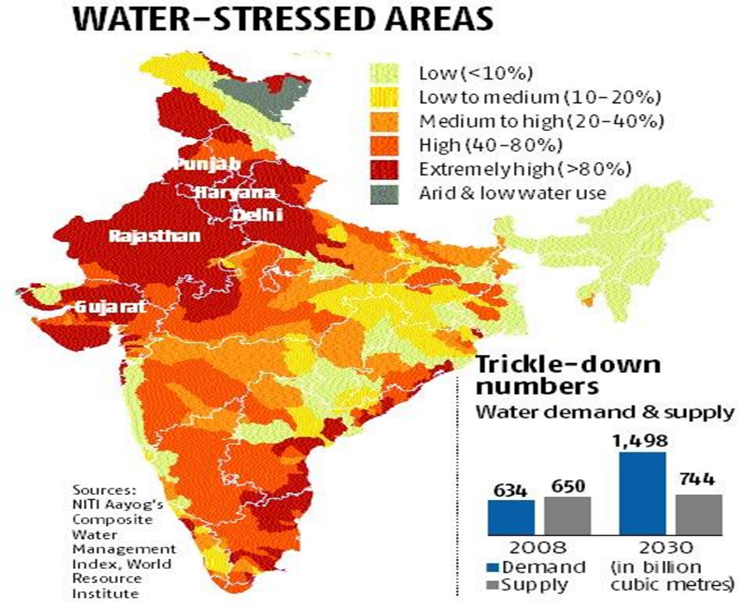 WATER-STRESSED AREAS
Low (<10%)
Low to medium (10-20%)
Medium to high (20-40%)
High (40-80%)
Extremely high (>80%)
Arid & low water use
Punjab
Haryana
Delhi
Rajasthan
Gujarat
Trickle-down
numbers
Water demand & supply
1,498
634
650
744
2008
2030
Demand
Supply
(in billion
cubic metres)
Sources:
NITI Aayog's
Composite
Water
Management
Index, World
Resource
Institute